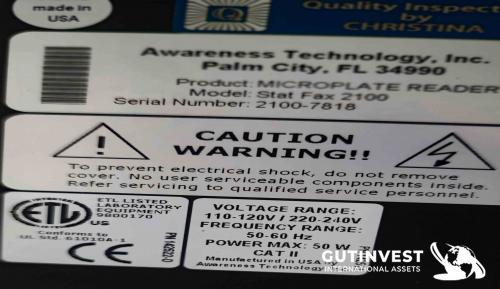 made in
USA
Quality Inspect
by
CHRISTINA
Awareness Technology, Inc.
Palm City, FL 34990
Product: MICROPLATE READER
Model: Stat Fax 2100
Serial Number: 2100-7818
CAUTION
WARNING!!
To prevent electrical shock, do not remove
cover. No user serviceable components inside.
Refer servicing to qualified service personnel.
ETL LISTED
LABORATORY
EQUIPMENT
9800170
ETL
US
Conforms to
UL Std. 61010A-1
CE
VOLTAGE RANGE:
110-120V / 220-240V
FREQUENCY RANGE:
50-60 Hz
POWER MAX: 50 W
CAT II
Manufactured in USA by
Awareness Technology
GUTINVEST
INTERNATIONAL ASSETS